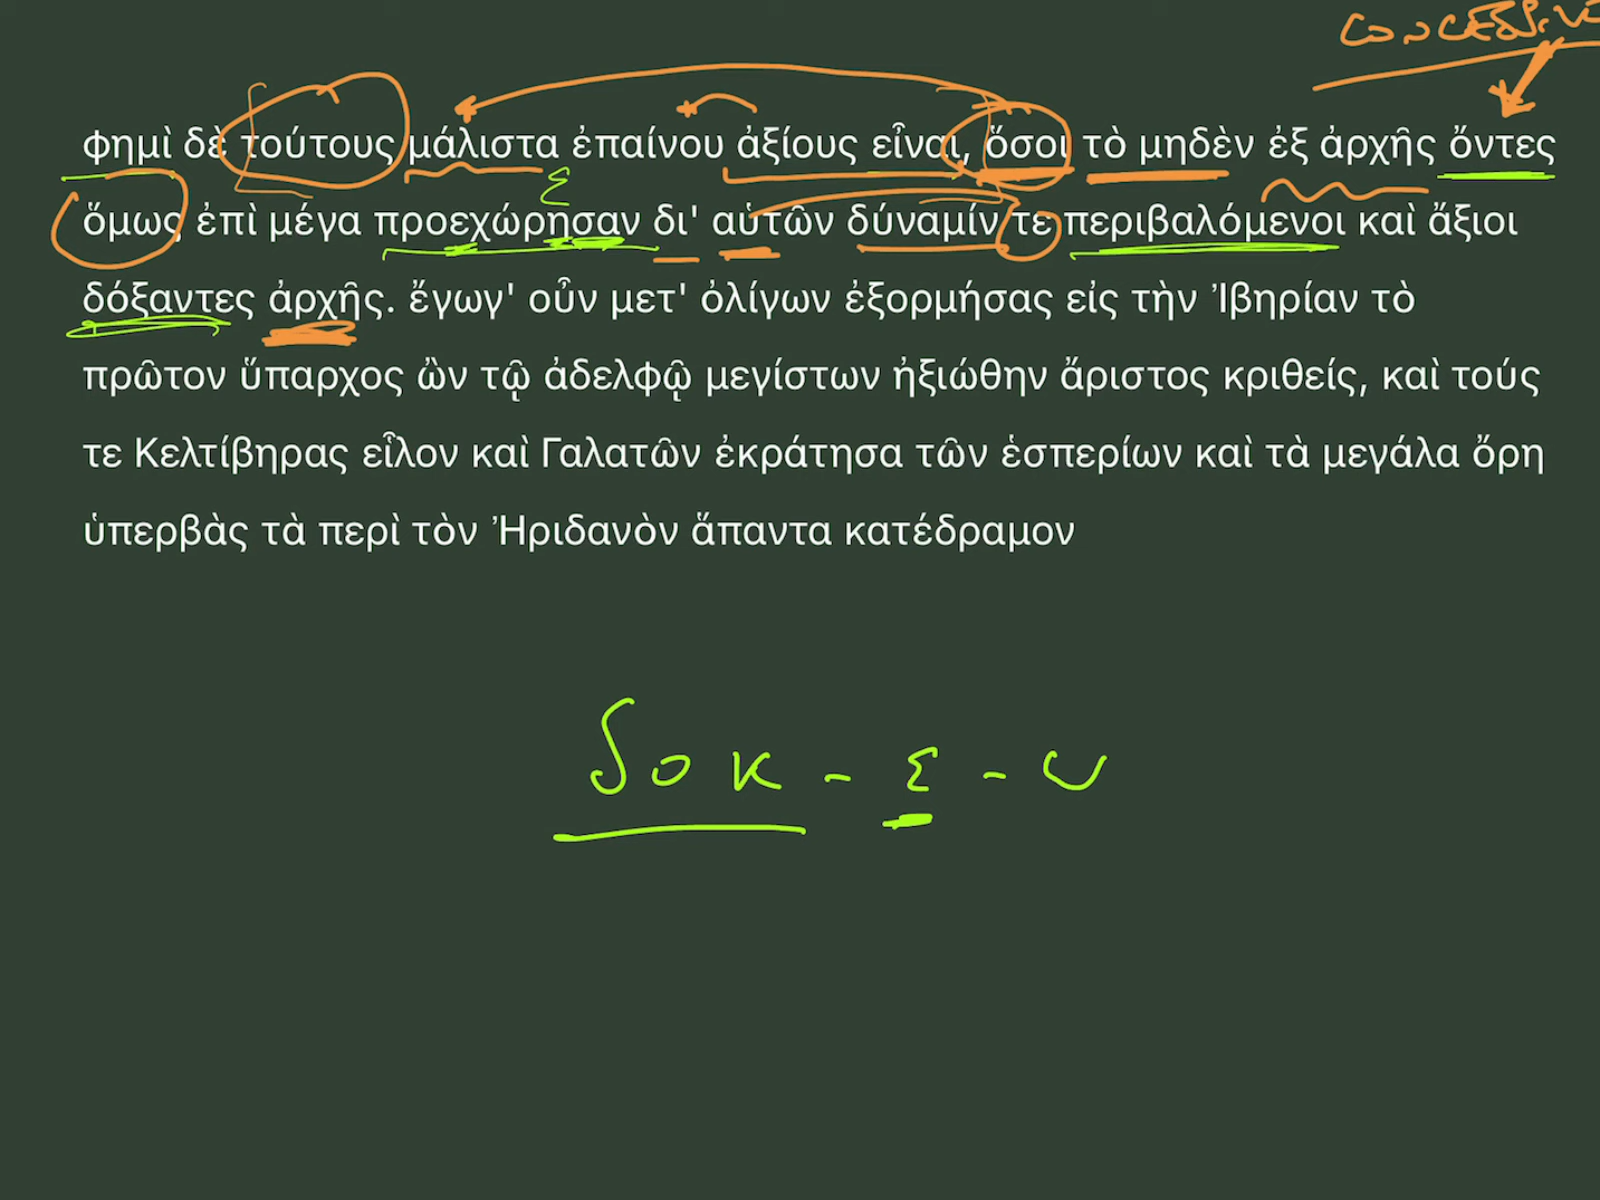 CONCESSIVE
φημὶ δὲ τούτους μάλιστα ἐπαίνου ἀξίους εἶναι, ὅσοι τὸ μηδὲν ἐξ ἀρχῆς ὄντες
ε
ὅμως ἐπὶ μέγα προεχώρησαν δι' αὑτῶν δύναμίν τε περιβαλόμενοι καὶ ἄξιοι
δόξαντες ἀρχῆς. ἔγωγ' οὖν μετ' ὀλίγων ἐξορμήσας εἰς τὴν Ἰβηρίαν τὸ
πρῶτον ὕπαρχος ὢν τῷ ἀδελφῷ μεγίστων ἠξιώθην ἄριστος κριθείς, καὶ τούς
τε Κελτίβηρας εἷλον καὶ Γαλατῶν ἐκράτησα τῶν ἑσπερίων καὶ τὰ μεγάλα ὄρη
ὑπερβὰς τὰ περὶ τὸν Ἠριδανὸν ἅπαντα κατέδραμον
δοκ - ε - ω